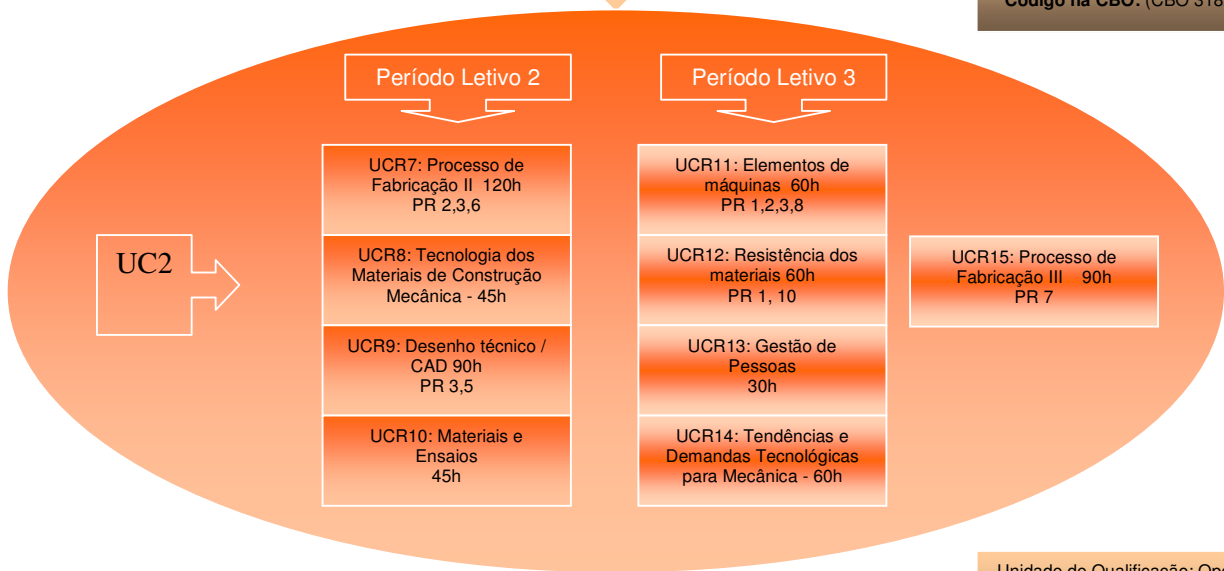 Código na CBO: (CBO 318
Período Letivo 2
Período Letivo 3
UC2
UCR7: Processo de
Fabricação II 120h
PR 2,3,6
UCR8: Tecnologia dos
Materiais de Construção
Mecânica - 45h
UCR9: Desenho técnico /
CAD 90h
PR 3,5
UCR10: Materiais e
Ensaios
45h
UCR11: Elementos de
máquinas 60h
PR 1,2,3,8
UCR12: Resistência dos
materiais 60h
PR 1, 10
UCR13: Gestão de
Pessoas
30h
UCR14: Tendências e
Demandas Tecnológicas
para Mecânica - 60h
UCR15: Processo de
Fabricação III 90h
PR 7
Unidade de Qualificação: Ope